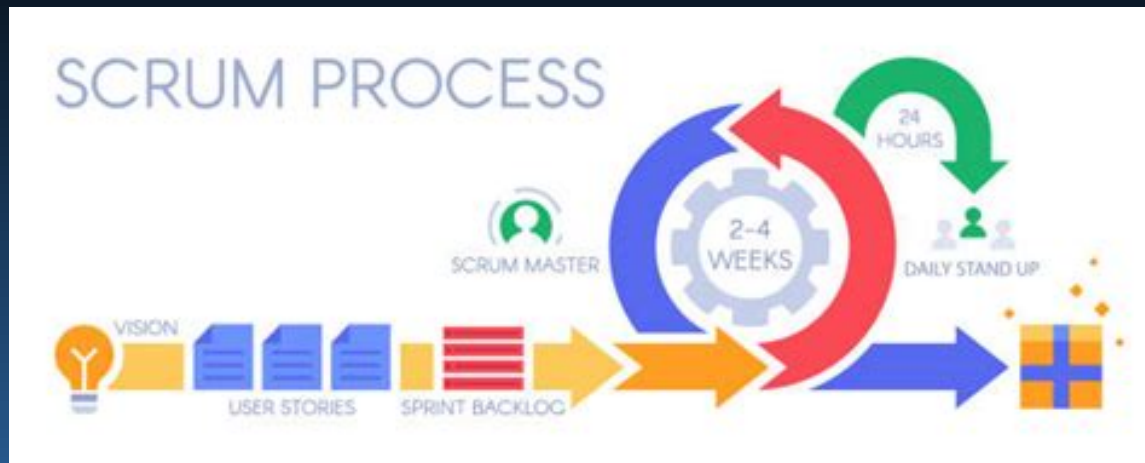 SCRUM PROCESS
24
HOURS
2-4
WEEKS
SCRUM MASTER
DAILY STAND UP
VISION
USER STORIES
SPRINT BACKLOG